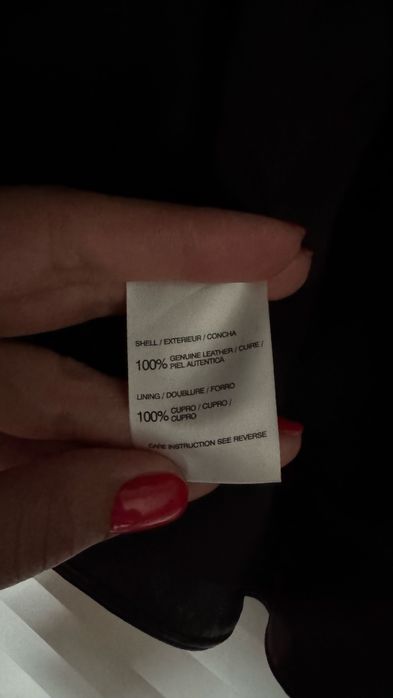 SHELL / EXTERIEUR / CONCHA
100% GENUINE LEATHER / CUIRE /
PIEL AUTENTICA
LINING / DOUBLURE / FORRO
100% CUPRO / CUPRO /
CUPRO
CARE INSTRUCTION SEE REVERSE